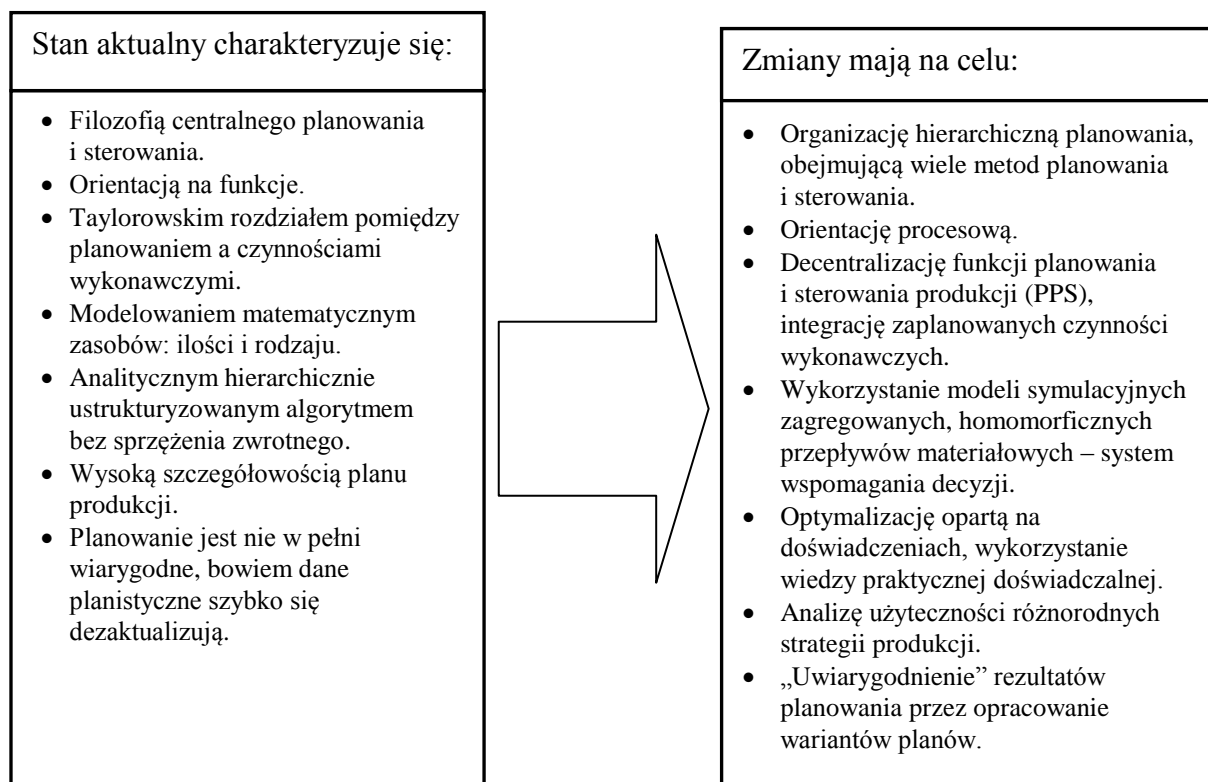 Stan aktualny charakteryzuje się:
• Filozofią centralnego planowania
i sterowania.
• Orientacją na funkcje.
• Taylorowskim rozdziałem pomiędzy
planowaniem a czynnościami
wykonawczymi.
• Modelowaniem matematycznym
zasobów: ilości i rodzaju.
• Analitycznym hierarchicznie
ustrukturyzowanym algorytmem
bez sprzężenia zwrotnego.
• Wysoką szczegółowością planu
produkcji.
• Planowanie jest nie w pełni
wiarygodne, bowiem dane
planistyczne szybko się
dezaktualizują.
Zmiany mają na celu:
• Organizację hierarchiczną planowania,
obejmującą wiele metod planowania
i sterowania.
• Orientację procesową.
• Decentralizację funkcji planowania
i sterowania produkcji (PPS),
integrację zaplanowanych czynności
wykonawczych.
• Wykorzystanie modeli symulacyjnych
zagregowanych, homomorficznych
przepływów materiałowych – system
wspomagania decyzji.
• Optymalizację opartą na
doświadczeniach, wykorzystanie
wiedzy praktycznej doświadczalnej.
• Analizę użyteczności różnorodnych
strategii produkcji.
• „Uwiarygodnienie” rezultatów
planowania przez opracowanie
wariantów planów.